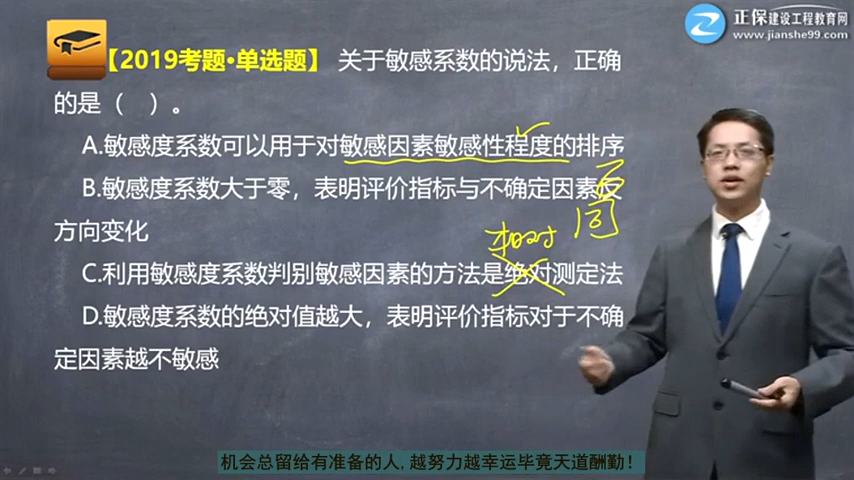 正保建设工程教育网
www.jianshe99.com
【2019考题·单选题】 关于敏感系数的说法，正确
的是（ ）。
A.敏感度系数可以用于对敏感因素敏感性程度的排序
B.敏感度系数大于零，表明评价指标与不确定因素反
同
方向变化
相对
C.利用敏感度系数判别敏感因素的方法是绝对测定法
D.敏感度系数的绝对值越大，表明评价指标对于不确
定因素越不敏感
机会总留给有准备的人,越努力越幸运毕竟天道酬勤!